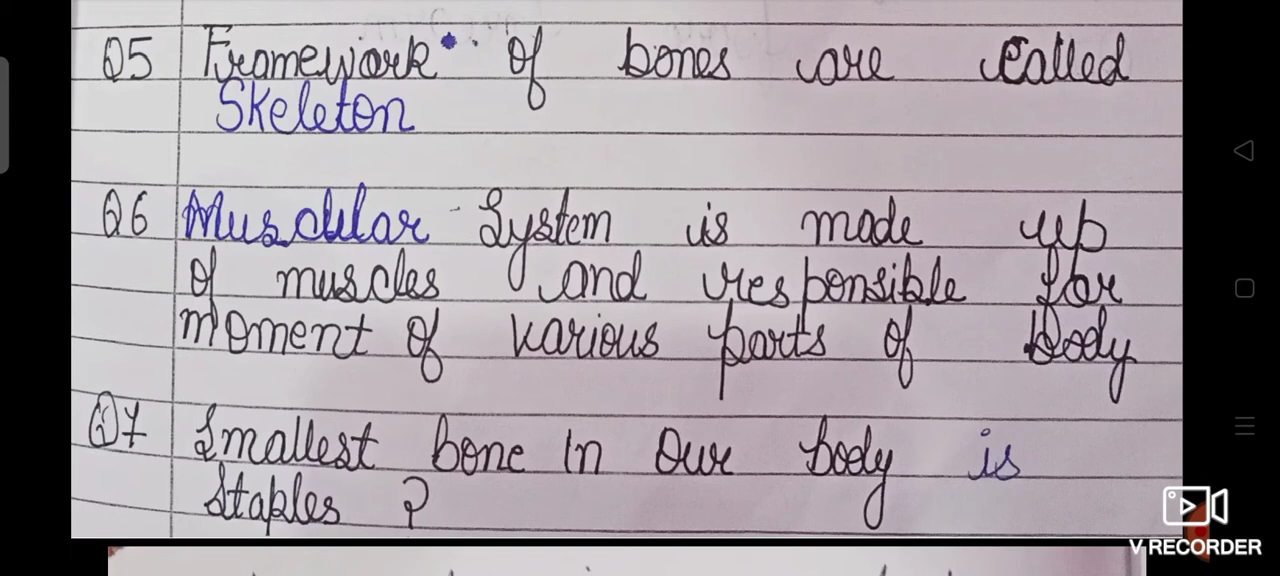 Q5 Framework of bones are called
Skeleton
Q6 Muscular System is made up
of muscles and responsible for
moment of various parts of body
Q7 Smallest bone in our body is
Staples ?
V RECORDER